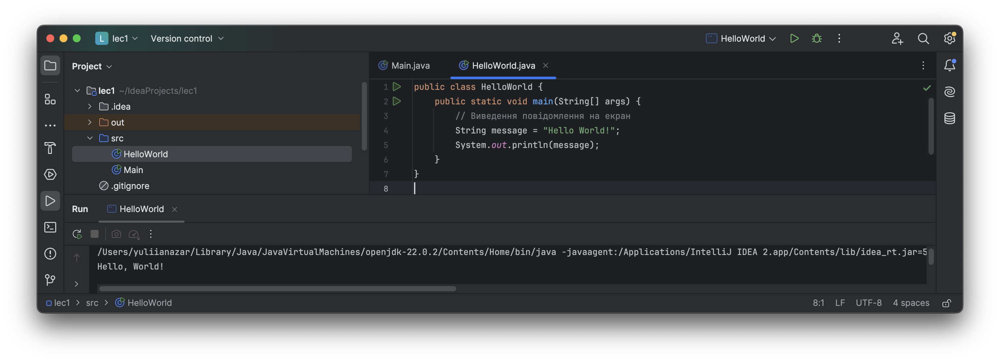 L lec1 Version control HelloWorld
Project
Main.java HelloWorld.java
lec1 ~/IdeaProjects/lec1
.idea
out
src
HelloWorld
Main
.gitignore
1 public class HelloWorld {
2 public static void main(String[] args) {
3 // Виведення повідомлення на екран
4 String message = "Hello World!";
5 System.out.println(message);
6 }
7 }
8
Run HelloWorld
/Users/yuliianazar/Library/Java/JavaVirtualMachines/openjdk-22.0.2/Contents/Home/bin/java -javaagent:/Applications/IntelliJ IDEA 2.app/Contents/lib/idea_rt.jar=5
Hello, World!
lec1 > src > HelloWorld 8:1 LF UTF-8 4 spaces